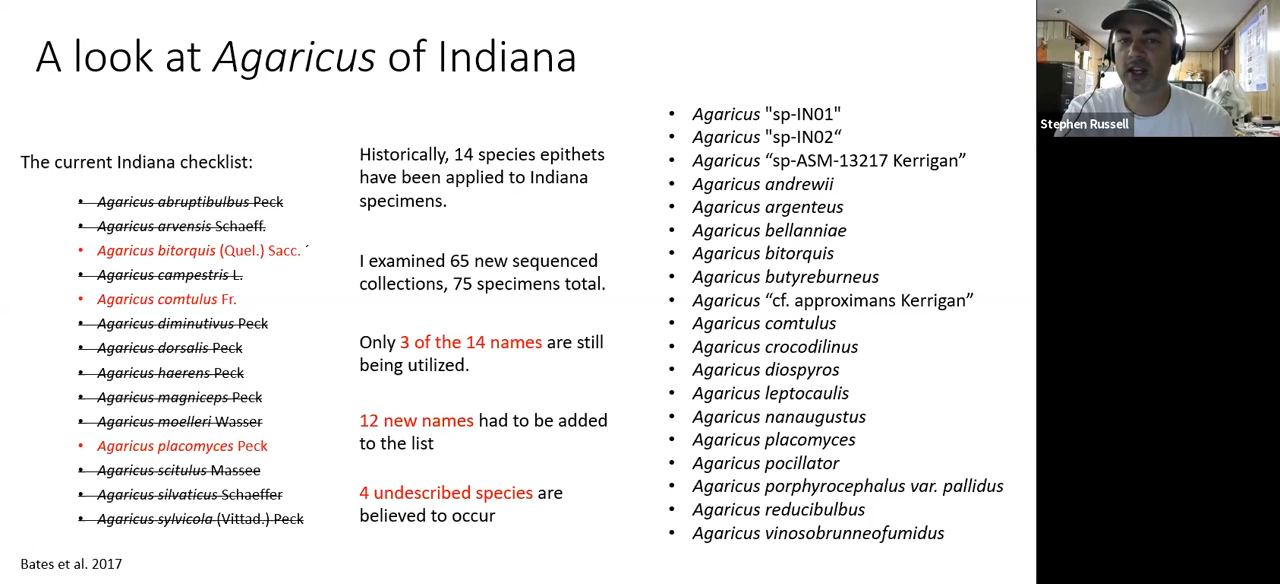 A look at Agaricus of Indiana
The current Indiana checklist:
• Agaricus abruptibulbus Peck
• Agaricus arvensis Schaeff.
• Agaricus bitorquis (Quel.) Sacc. ´
• Agaricus campestris L.
• Agaricus comtulus Fr.
• Agaricus diminutivus Peck
• Agaricus dorsalis Peck
• Agaricus haerens Peck
• Agaricus magniceps Peck
• Agaricus moelleri Wasser
• Agaricus placomyces Peck
• Agaricus scitulus Massee
• Agaricus silvaticus Schaeffer
• Agaricus sylvicola (Vittad.) Peck
Bates et al. 2017
Historically, 14 species epithets
have been applied to Indiana
specimens.
I examined 65 new sequenced
collections, 75 specimens total.
Only 3 of the 14 names are still
being utilized.
12 new names had to be added
to the list
4 undescribed species are
believed to occur
• Agaricus "sp-IN01"
• Agaricus "sp-IN02“
• Agaricus “sp-ASM-13217 Kerrigan”
• Agaricus andrewii
• Agaricus argenteus
• Agaricus bellanniae
• Agaricus bitorquis
• Agaricus butyreburneus
• Agaricus “cf. approximans Kerrigan”
• Agaricus comtulus
• Agaricus crocodilinus
• Agaricus diospyros
• Agaricus leptocaulis
• Agaricus nanaugustus
• Agaricus placomyces
• Agaricus pocillator
• Agaricus porphyrocephalus var. pallidus
• Agaricus reducibulbus
• Agaricus vinosobrunneofumidus
Stephen Russell